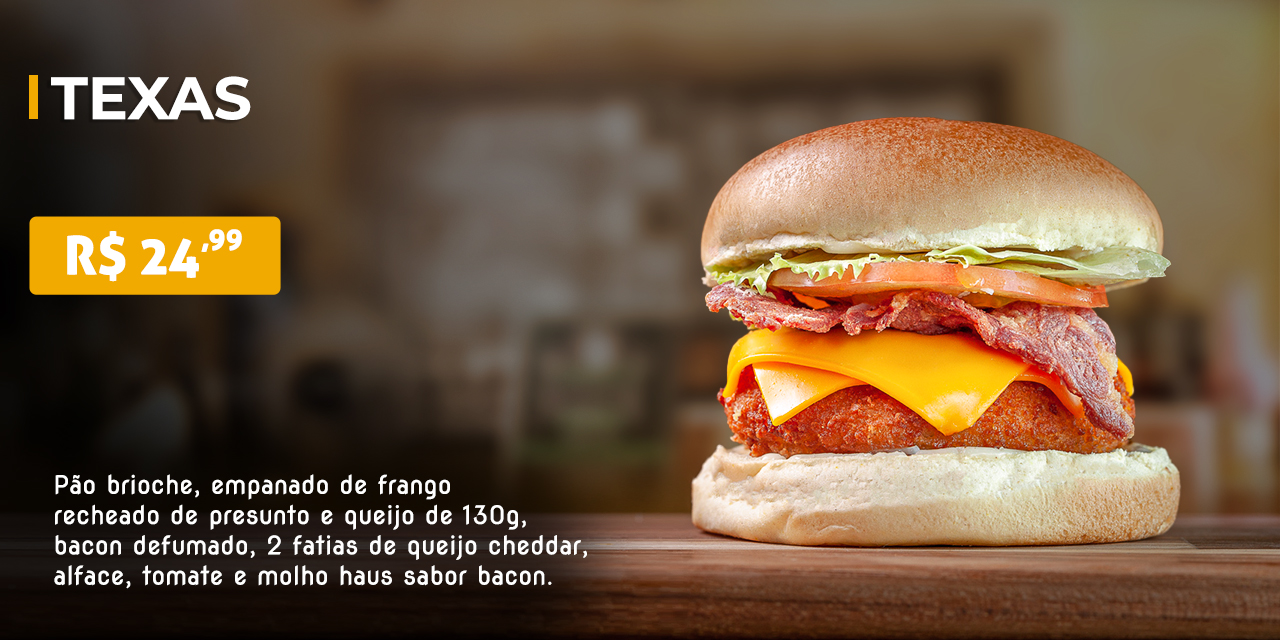 TEXAS
R$ 24,99
Pão brioche, empanado de frango
recheado de presunto e queijo de 130g,
bacon defumado, 2 fatias de queijo cheddar,
alface, tomate e molho haus sabor bacon.